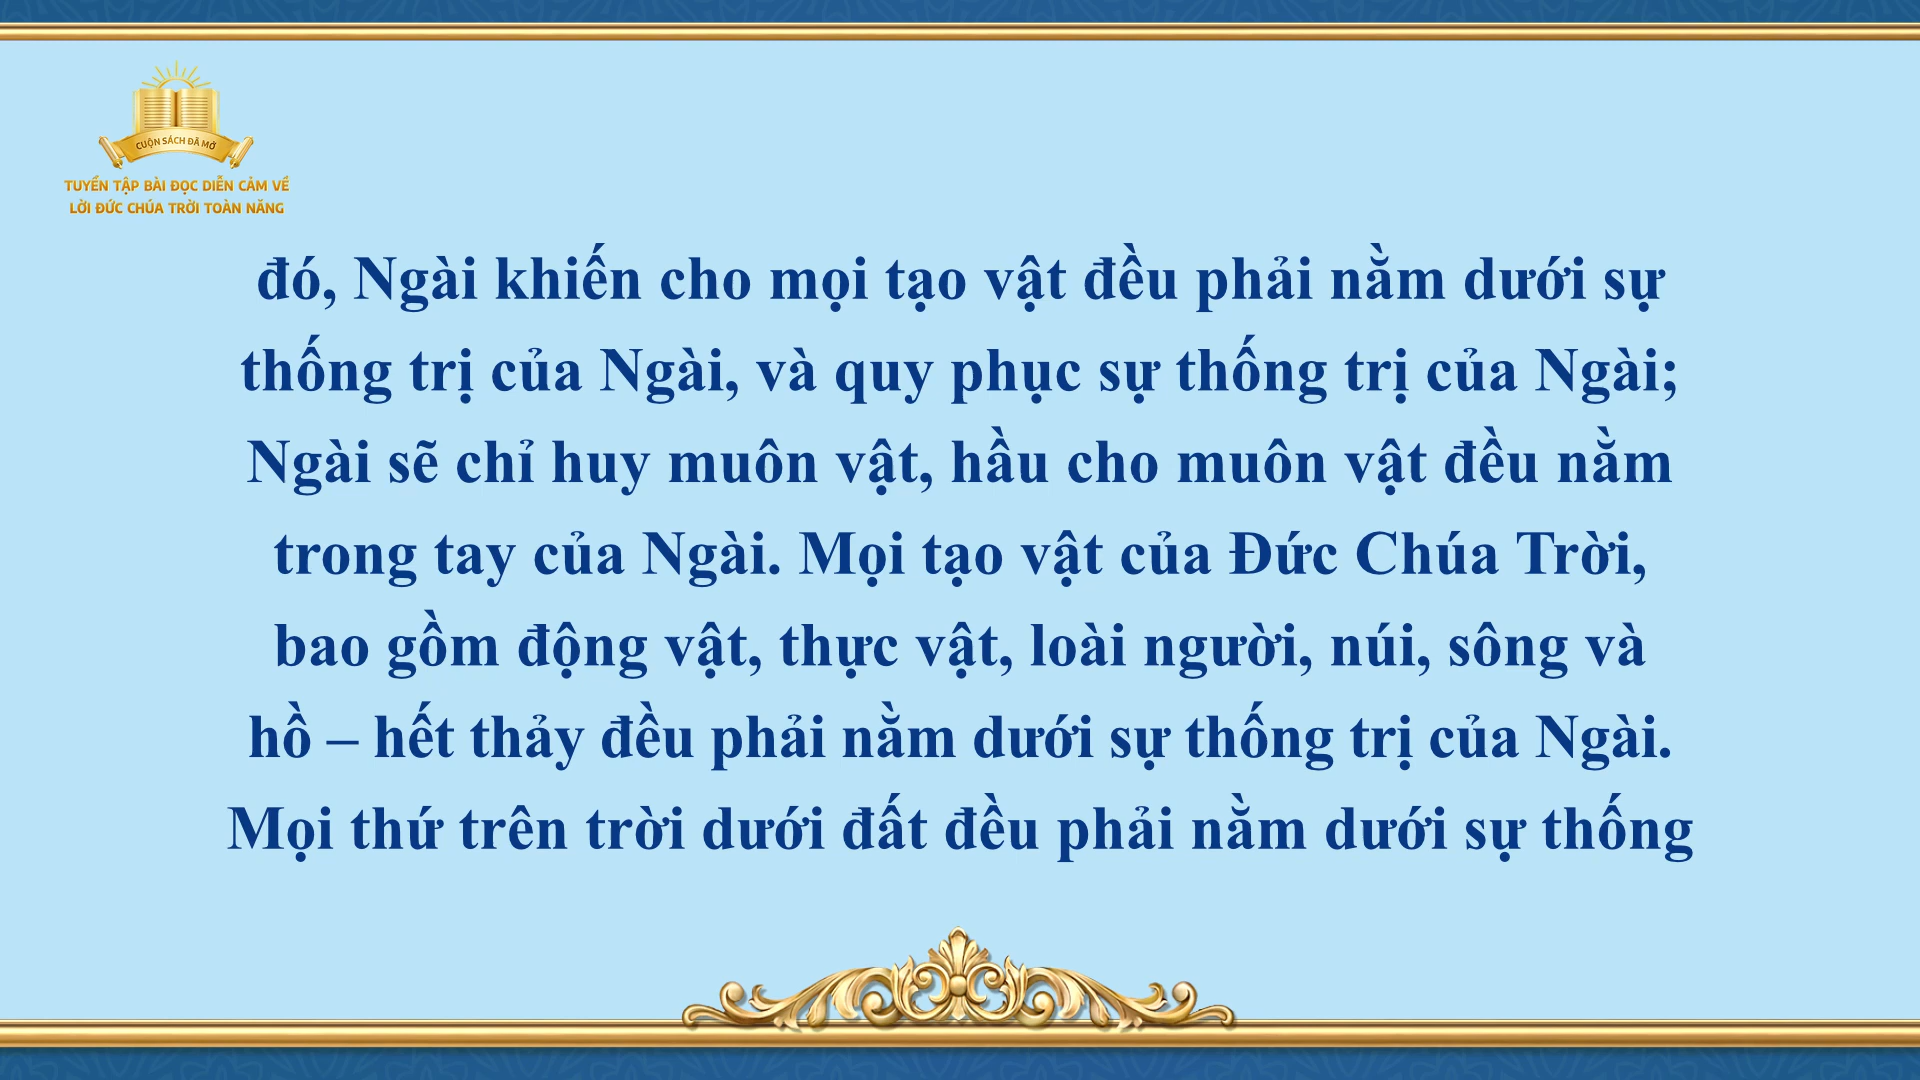 CUỘN SÁCH ĐÃ MỞ
TUYỂN TẬP BÀI ĐỌC DIỄN CẢM VỀ
LỜI ĐỨC CHÚA TRỜI TOÀN NĂNG
đó, Ngài khiến cho mọi tạo vật đều phải nằm dưới sự
thống trị của Ngài, và quy phục sự thống trị của Ngài;
Ngài sẽ chỉ huy muôn vật, hầu cho muôn vật đều nằm
trong tay của Ngài. Mọi tạo vật của Đức Chúa Trời,
bao gồm động vật, thực vật, loài người, núi, sông và
hồ – hết thảy đều phải nằm dưới sự thống trị của Ngài.
Mọi thứ trên trời dưới đất đều phải nằm dưới sự thống